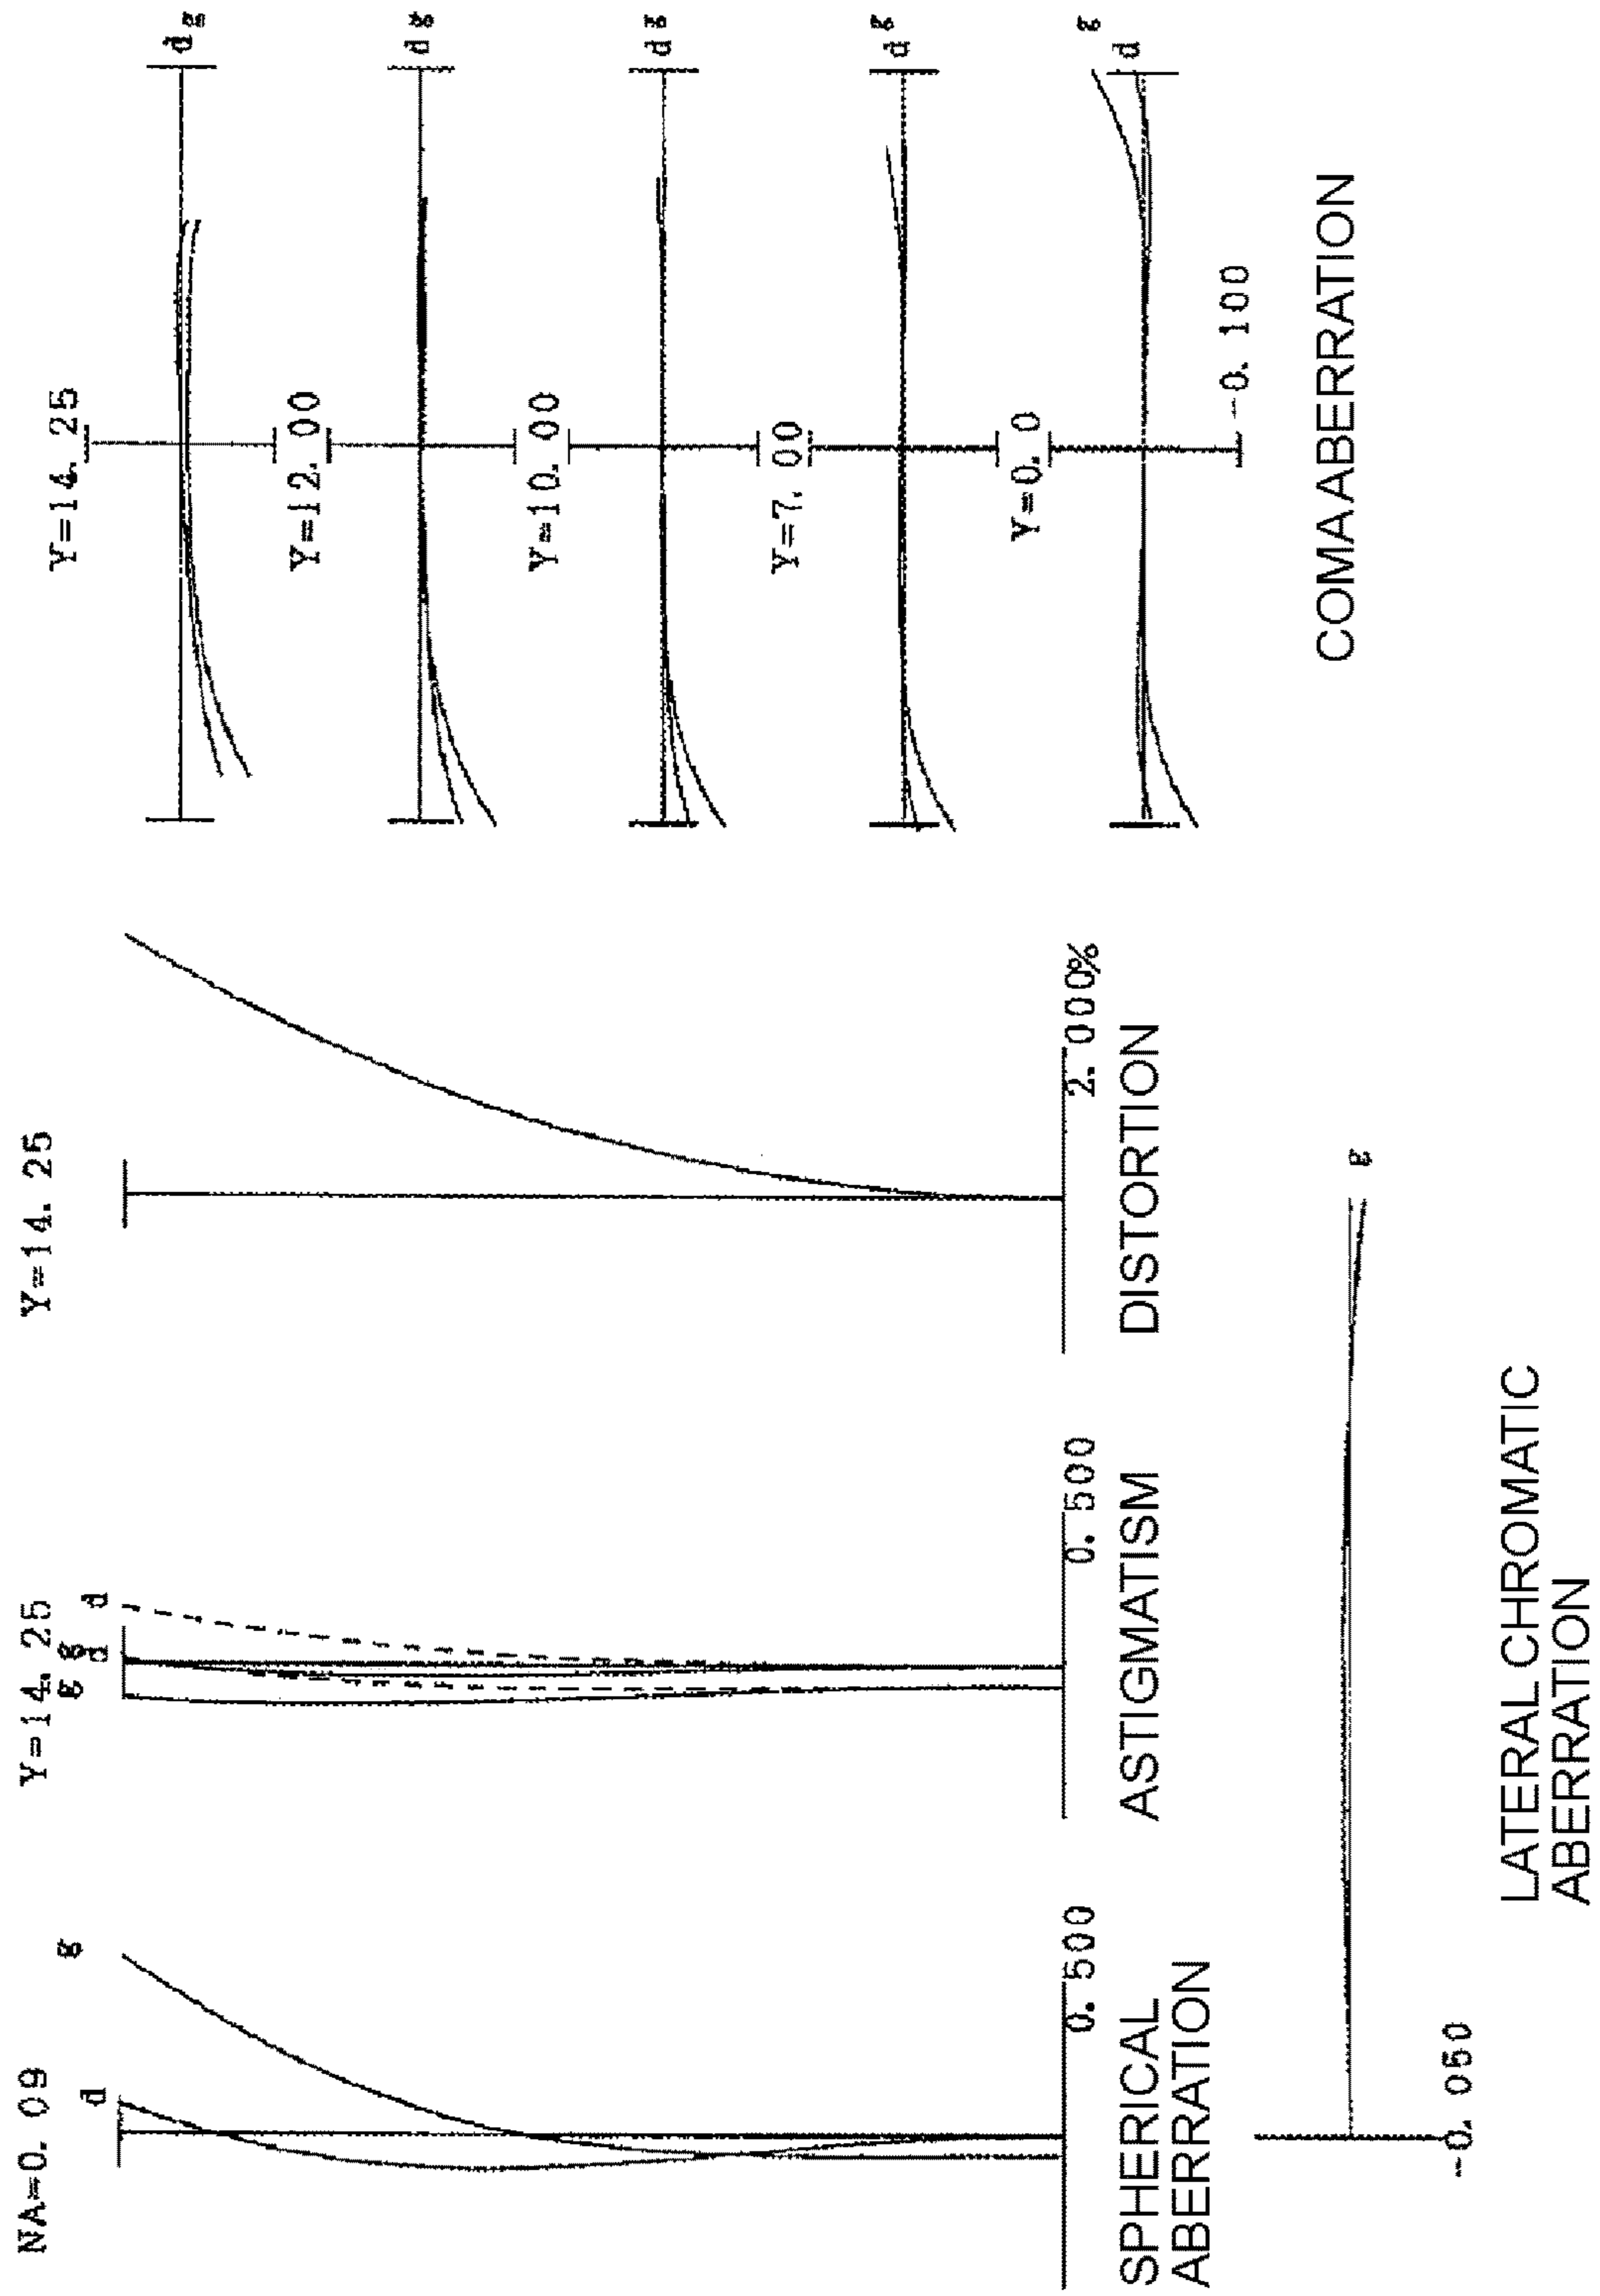 NA=0. 09
d
g
0. 500
SPHERICAL
ABERRATION
Y=14. 25
g
g
d
d
0. 500
ASTIGMATISM
Y=14. 25
2. 000%
DISTORTION
Y=14. 25
d
g
Y=12. 00
d
g
Y=10. 00
d
g
Y=7. 00
d
g
Y=0. 0
d
g
-0. 100
COMA ABERRATION
g
-0. 050
LATERAL CHROMATIC
ABERRATION